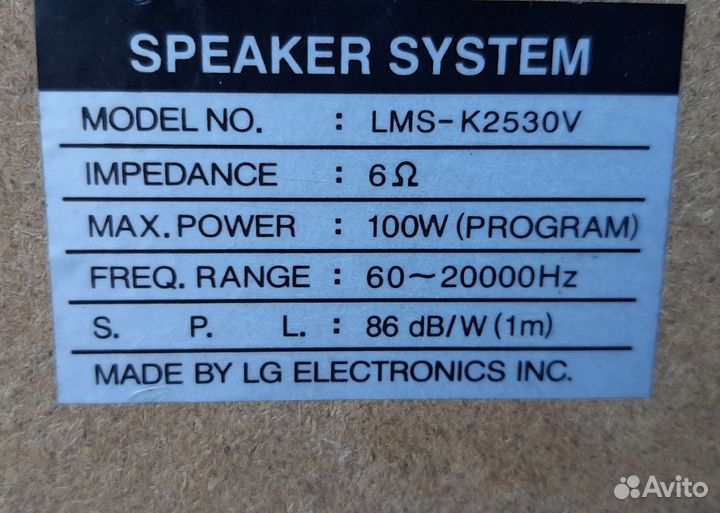 SPEAKER SYSTEM
MODEL NO. : LMS-K2530V
IMPEDANCE : 6Ω
MAX. POWER : 100W (PROGRAM)
FREQ. RANGE : 60~20000Hz
S. P. L. : 86 dB/W (1m)
MADE BY LG ELECTRONICS INC.
Avito